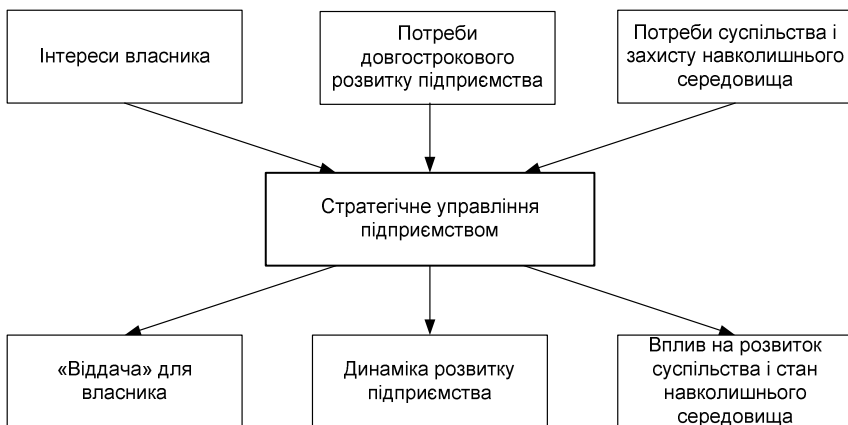 Інтереси власника
Потреби
довгострокового
розвитку підприємства
Потреби суспільства і
захисту навколишнього
середовища
Стратегічне управління
підприємством
«Віддача» для
власника
Динаміка розвитку
підприємства
Вплив на розвиток
суспільства і стан
навколишнього
середовища